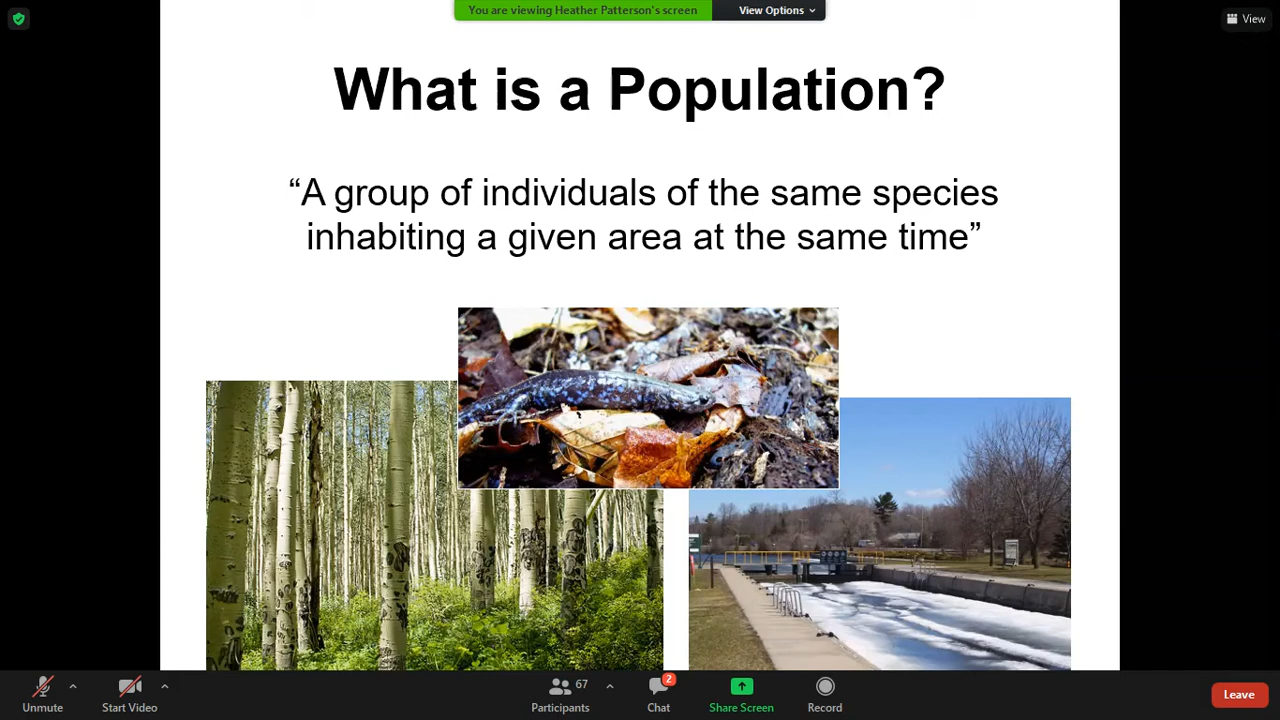 You are viewing Heather Patterson's screen
View Options
View
What is a Population?
“A group of individuals of the same species
inhabiting a given area at the same time”
67
2
Unmute
Start Video
Participants
Chat
Share Screen
Record
Leave